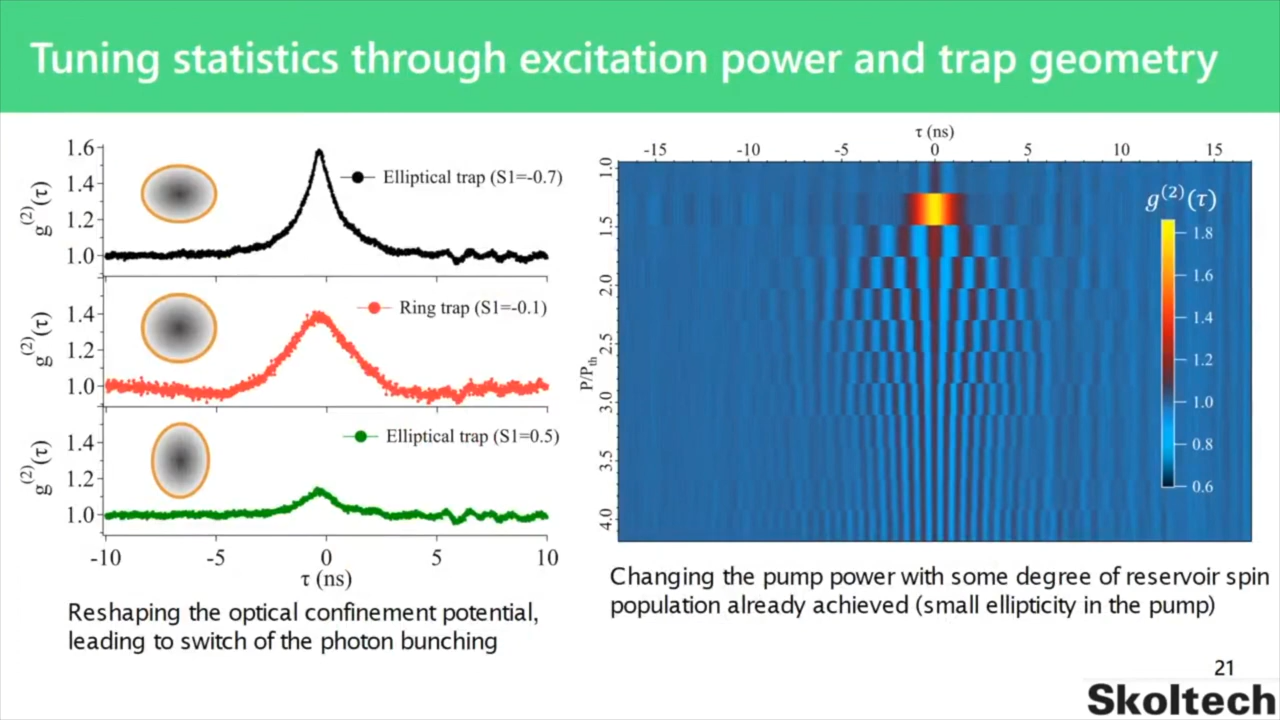 Tuning statistics through excitation power and trap geometry
g(2)(τ)
1.6
1.4
1.2
1.0
Elliptical trap (S1=-0.7)
g(2)(τ)
1.4
1.2
1.0
Ring trap (S1=-0.1)
g(2)(τ)
1.4
1.2
1.0
Elliptical trap (S1=0.5)
-10 -5 0 5 10
τ (ns)
Reshaping the optical confinement potential,
leading to switch of the photon bunching
τ (ns)
-15 -10 -5 0 5 10 15
P/Pth
1.0
1.5
2.0
2.5
3.0
3.5
4.0
g(2)(τ)
1.8
1.6
1.4
1.2
1.0
0.8
0.6
Changing the pump power with some degree of reservoir spin
population already achieved (small ellipticity in the pump)
21
Skoltech